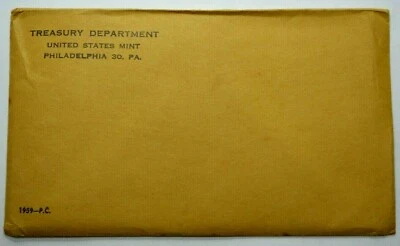 TREASURY DEPARTMENT
UNITED STATES MINT
PHILADELPHIA 30, PA.
1959—P.C.